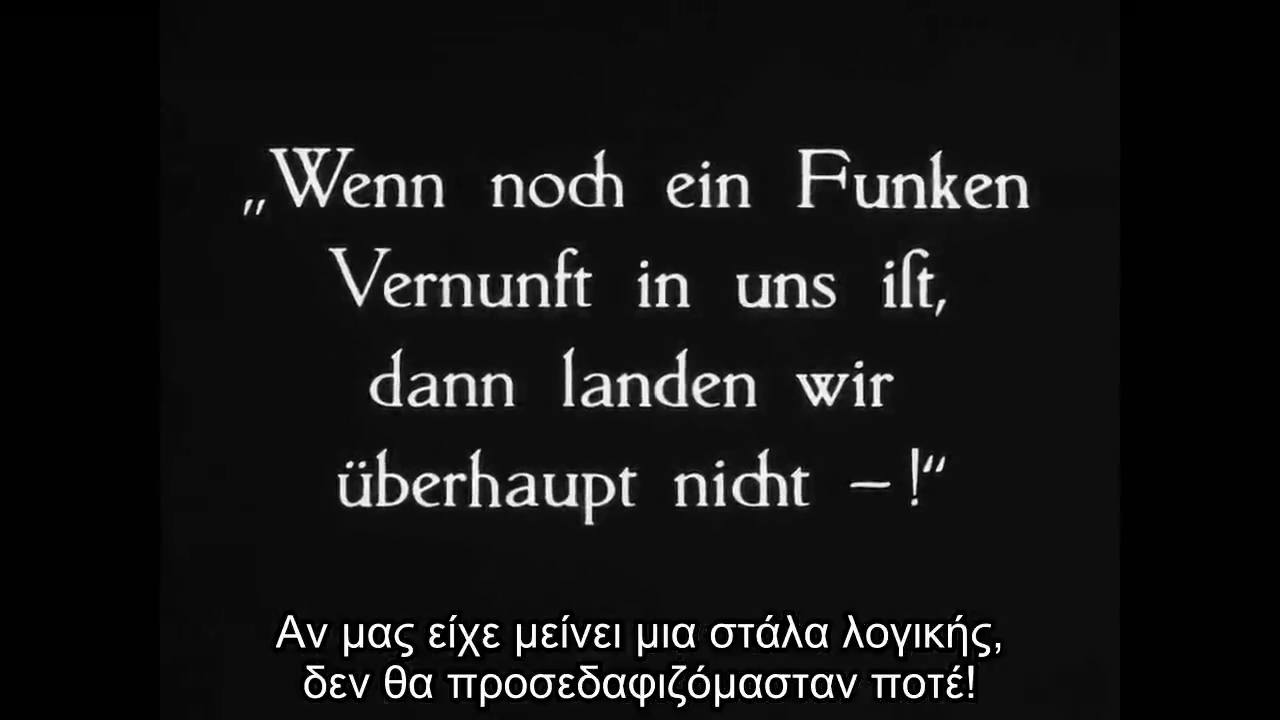 „Wenn noch ein Funken
Vernunft in uns iſt,
dann landen wir
überhaupt nicht – !“
Αν μας είχε μείνει μια στάλα λογικής,
δεν θα προσεδαφιζόμασταν ποτέ!